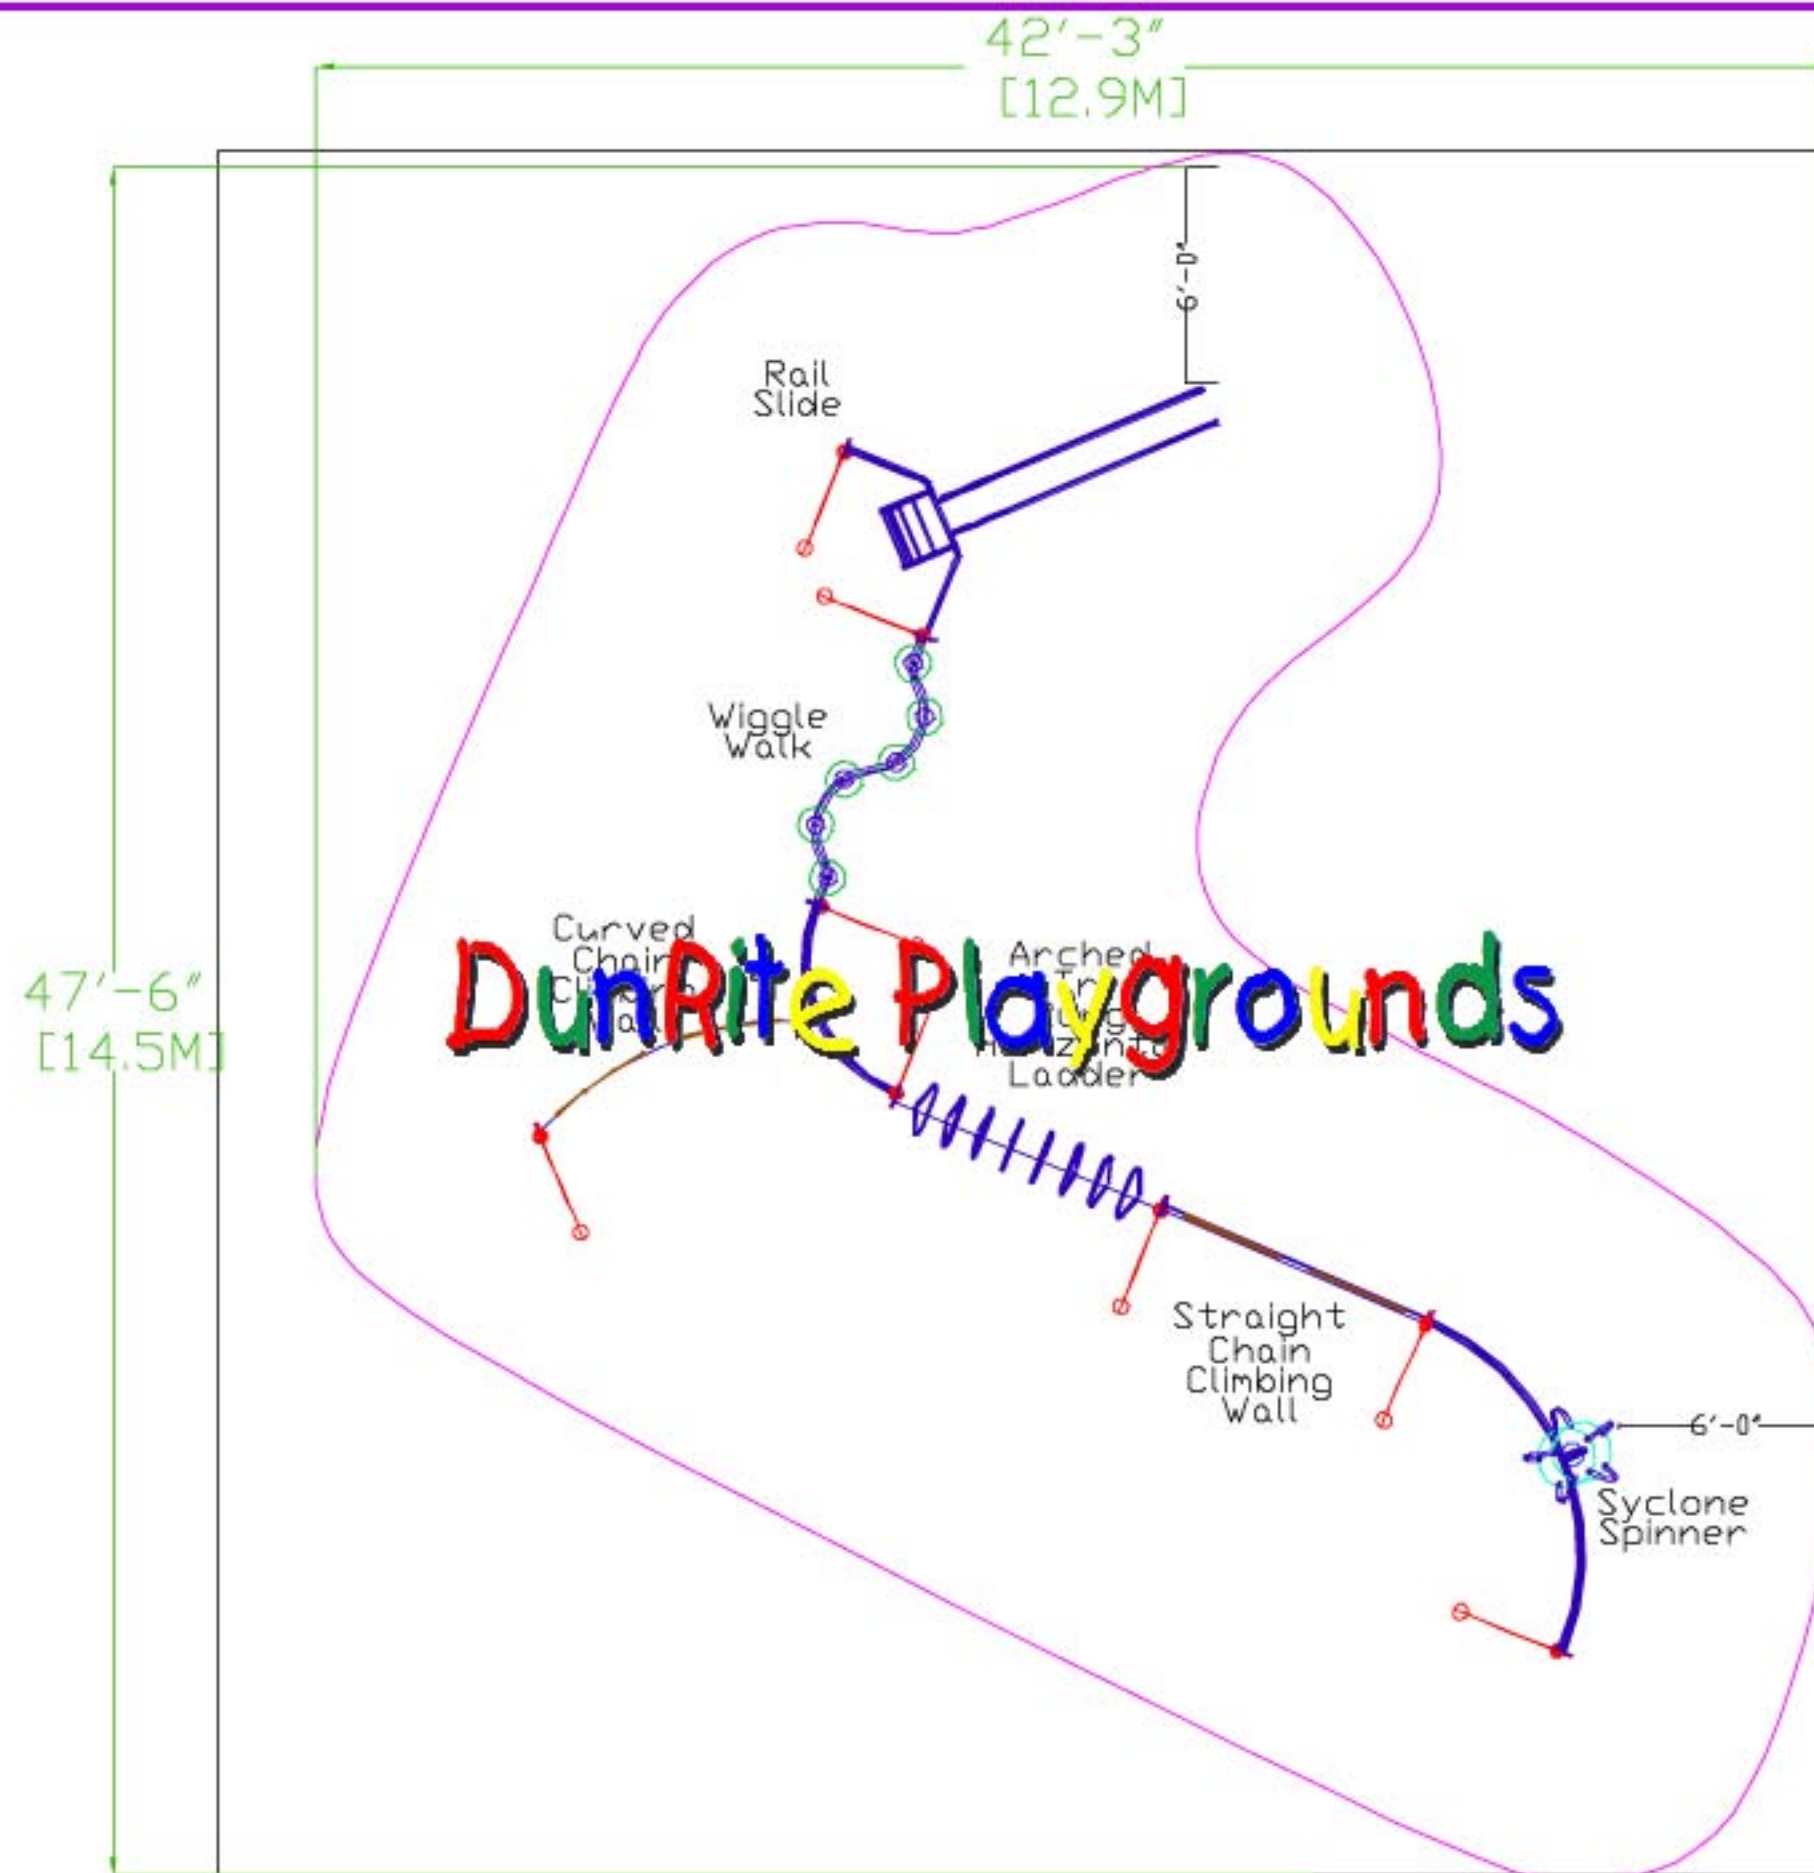 42'-3"
[12.9M]
6'-0"
Rail
Slide
Wiggle
Walk
Curved
Chain
Arched
DunRite Playgrounds
Ladder
47'-6"
[14.5M]
Straight
Chain
Climbing
Wall
6'-0"
Syclone
Spinner